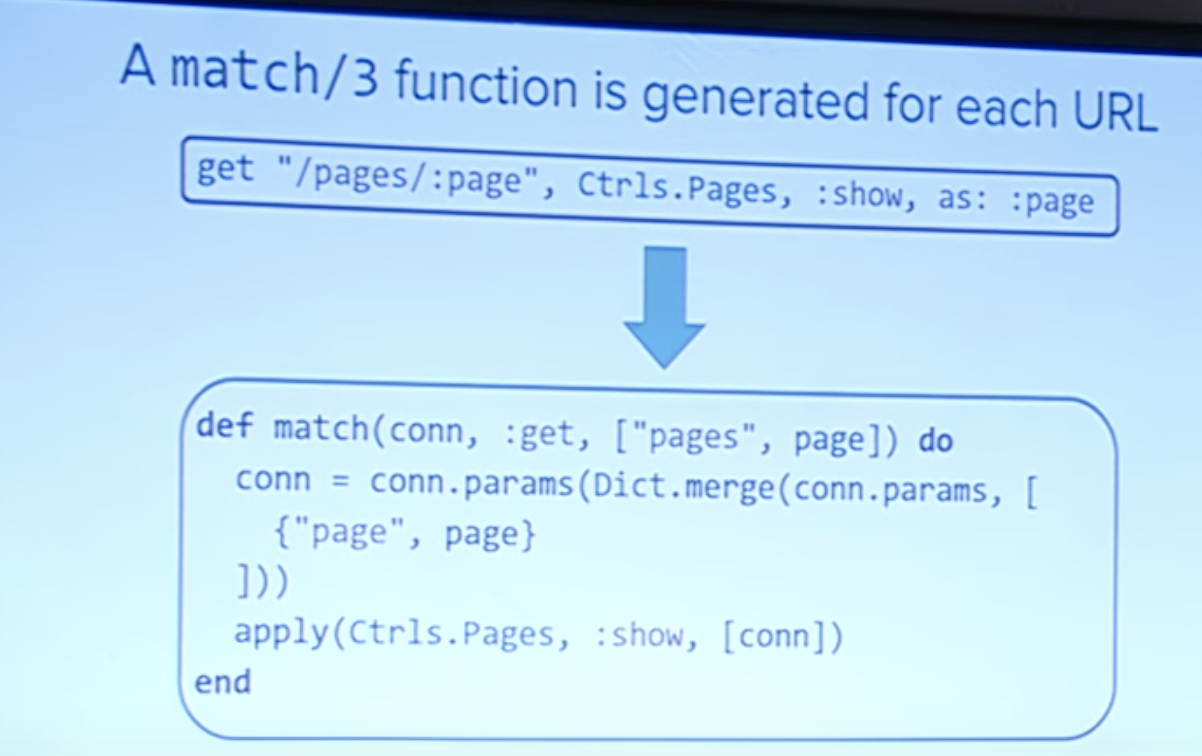 A match/3 function is generated for each URL
get "/pages/:page", Ctrls.Pages, :show, as: :page
def match(conn, :get, ["pages", page]) do
  conn = conn.params(Dict.merge(conn.params, [
    {"page", page}
  ]))
  apply(Ctrls.Pages, :show, [conn])
end